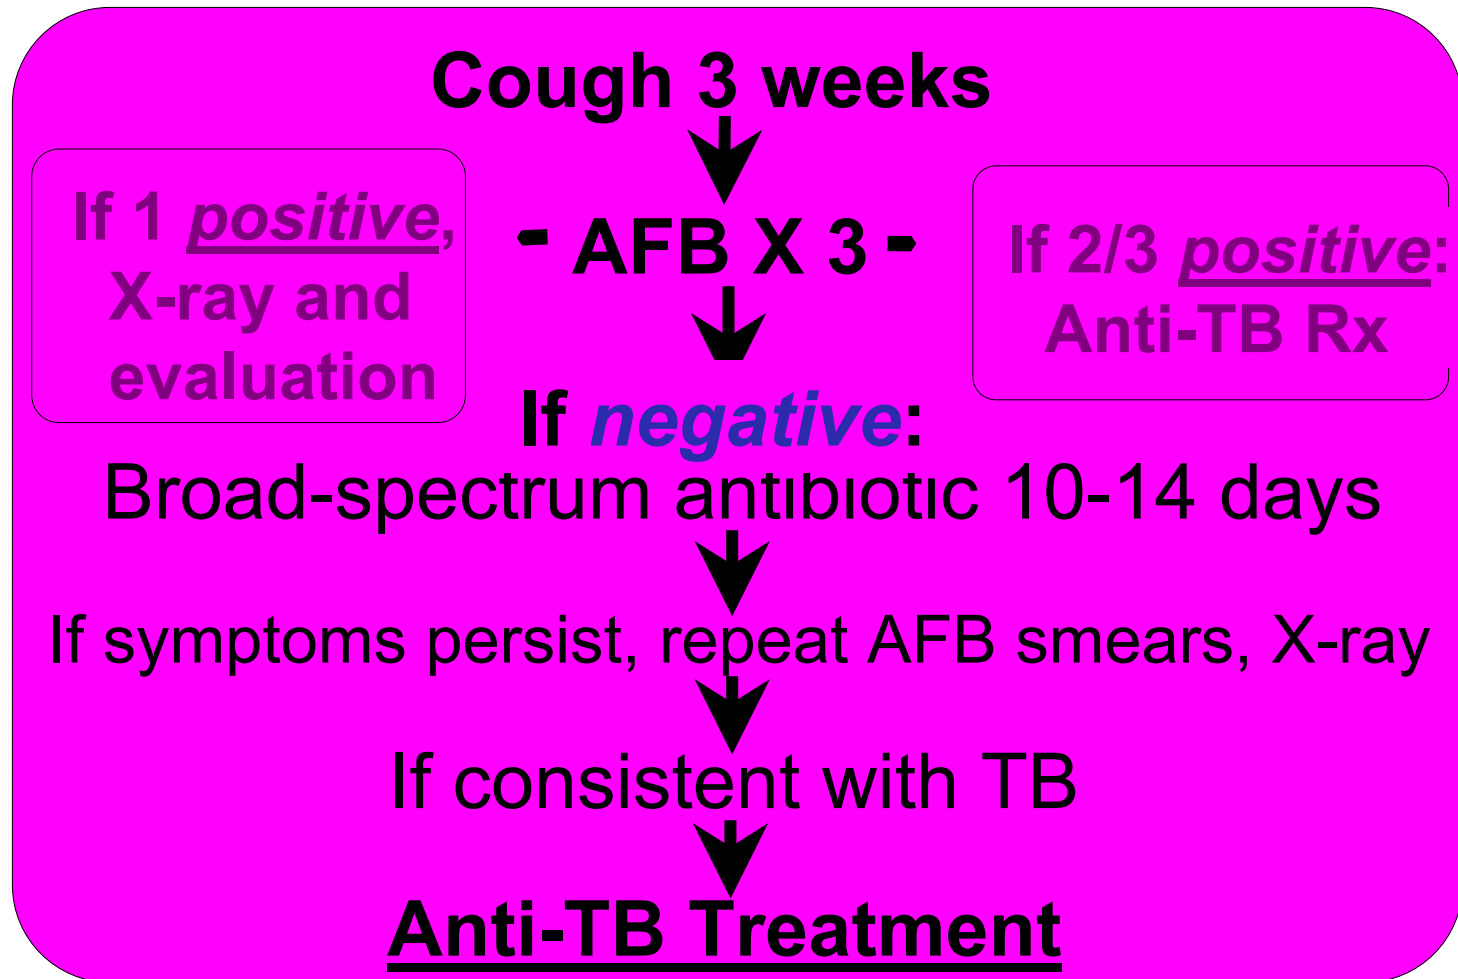 Cough 3 weeks
If 1 positive,
X-ray and
evaluation
- AFB X 3 -
If 2/3 positive:
Anti-TB Rx
If negative:
Broad-spectrum antibiotic 10-14 days
If symptoms persist, repeat AFB smears, X-ray
If consistent with TB
Anti-TB Treatment